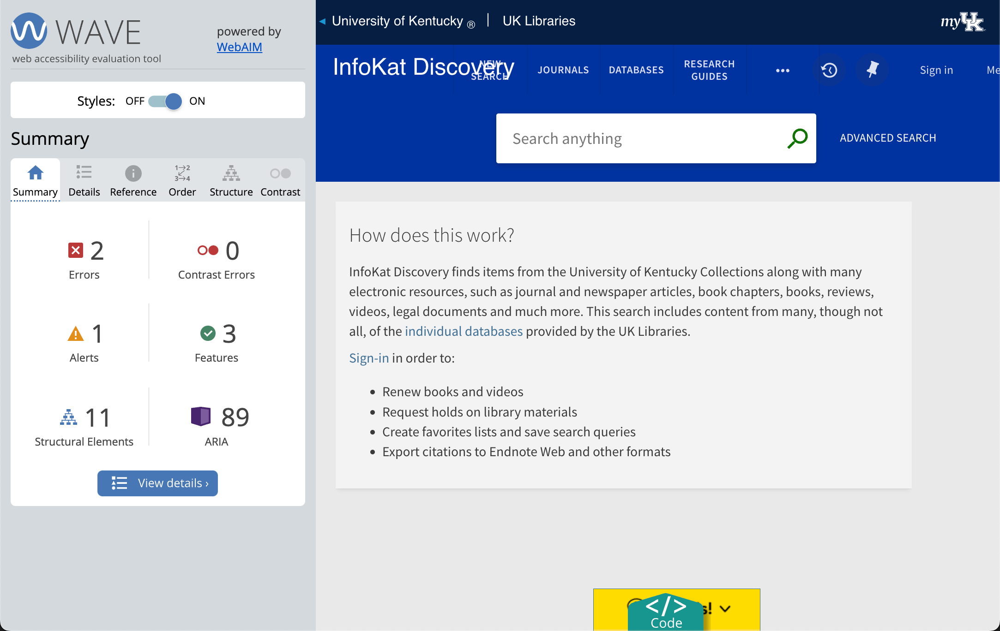 WAVE
web accessibility evaluation tool
powered by
WebAIM
Styles: OFF ON
Summary
1 2
3 4
Summary Details Reference Order Structure Contrast
2
Errors
0
Contrast Errors
1
Alerts
3
Features
11
Structural Elements
89
ARIA
View details ›
University of Kentucky ® | UK Libraries
myUK
InfoKat Discovery
NEW
SEARCH
JOURNALS
DATABASES
RESEARCH
GUIDES
Sign in
Search anything
ADVANCED SEARCH
How does this work?
InfoKat Discovery finds items from the University of Kentucky Collections along with many
electronic resources, such as journal and newspaper articles, book chapters, books, reviews,
videos, legal documents and much more. This search includes content from many, though not
all, of the individual databases provided by the UK Libraries.
Sign-in in order to:
• Renew books and videos
• Request holds on library materials
• Create favorites lists and save search queries
• Export citations to Endnote Web and other formats
</>
Code